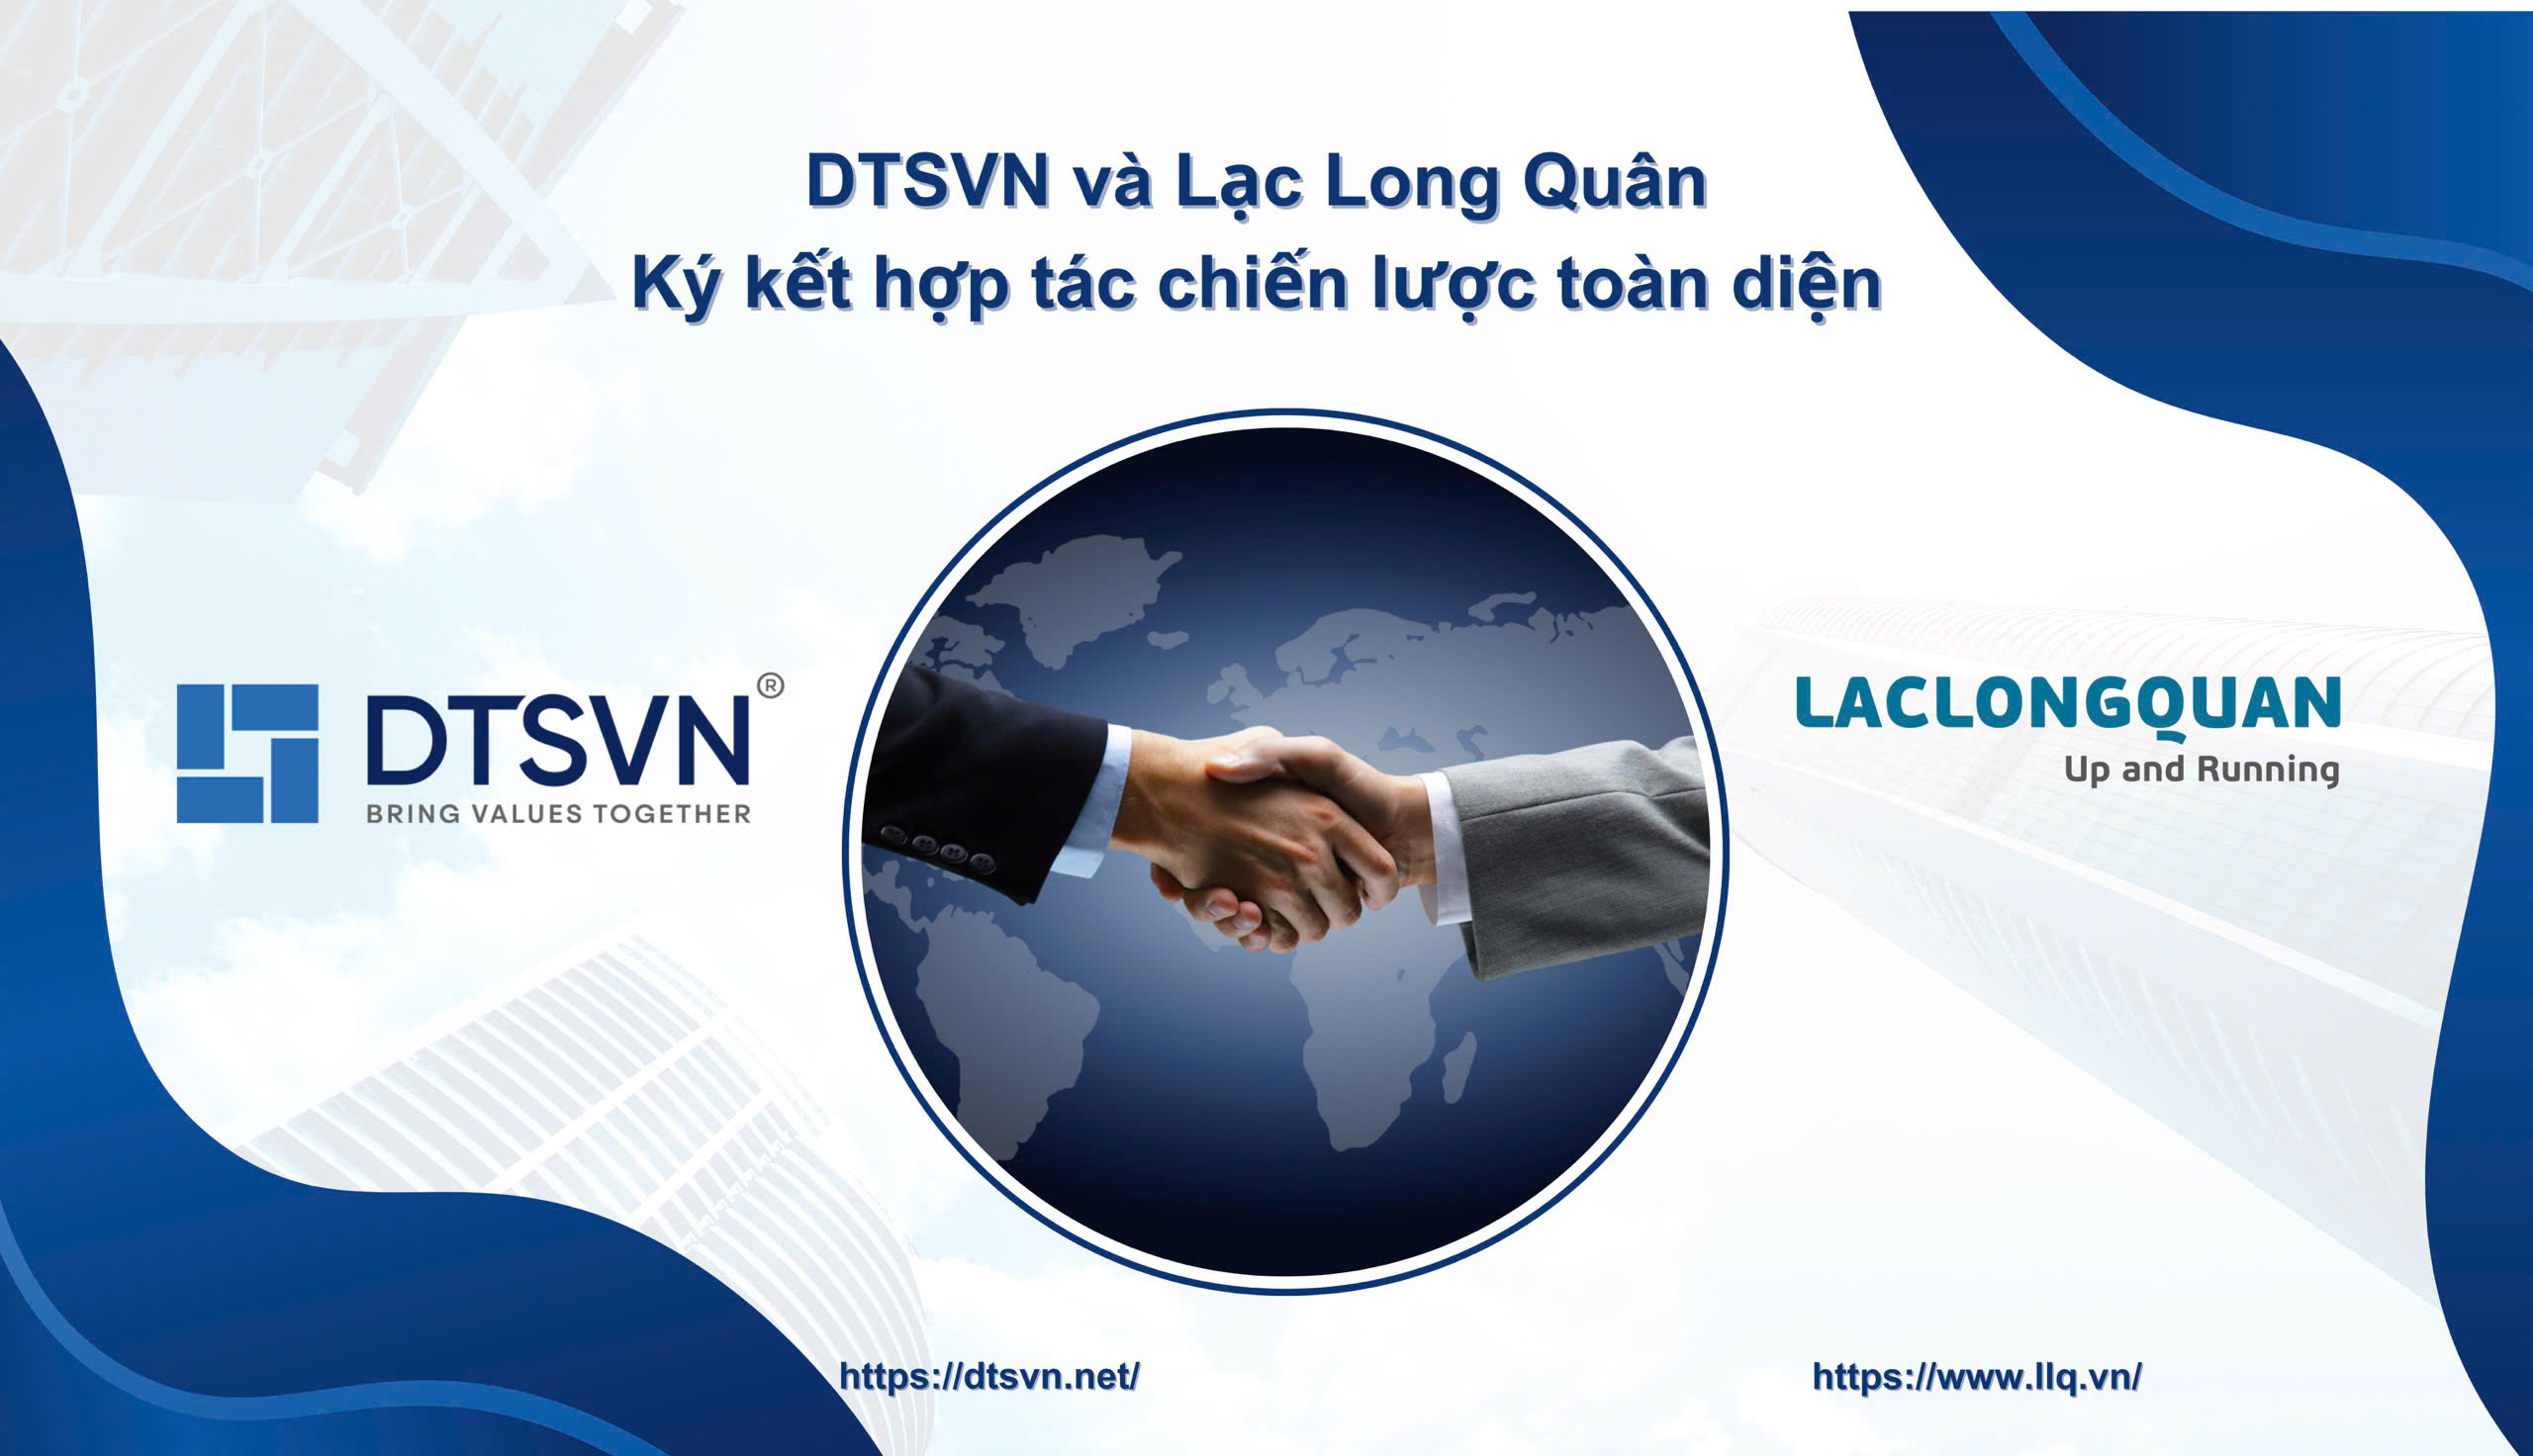 DTSVN và Lạc Long Quân
Ký kết hợp tác chiến lược toàn diện
DTSVN®
BRING VALUES TOGETHER
LACLONGQUAN
Up and Running
https://dtsvn.net/
https://www.llq.vn/